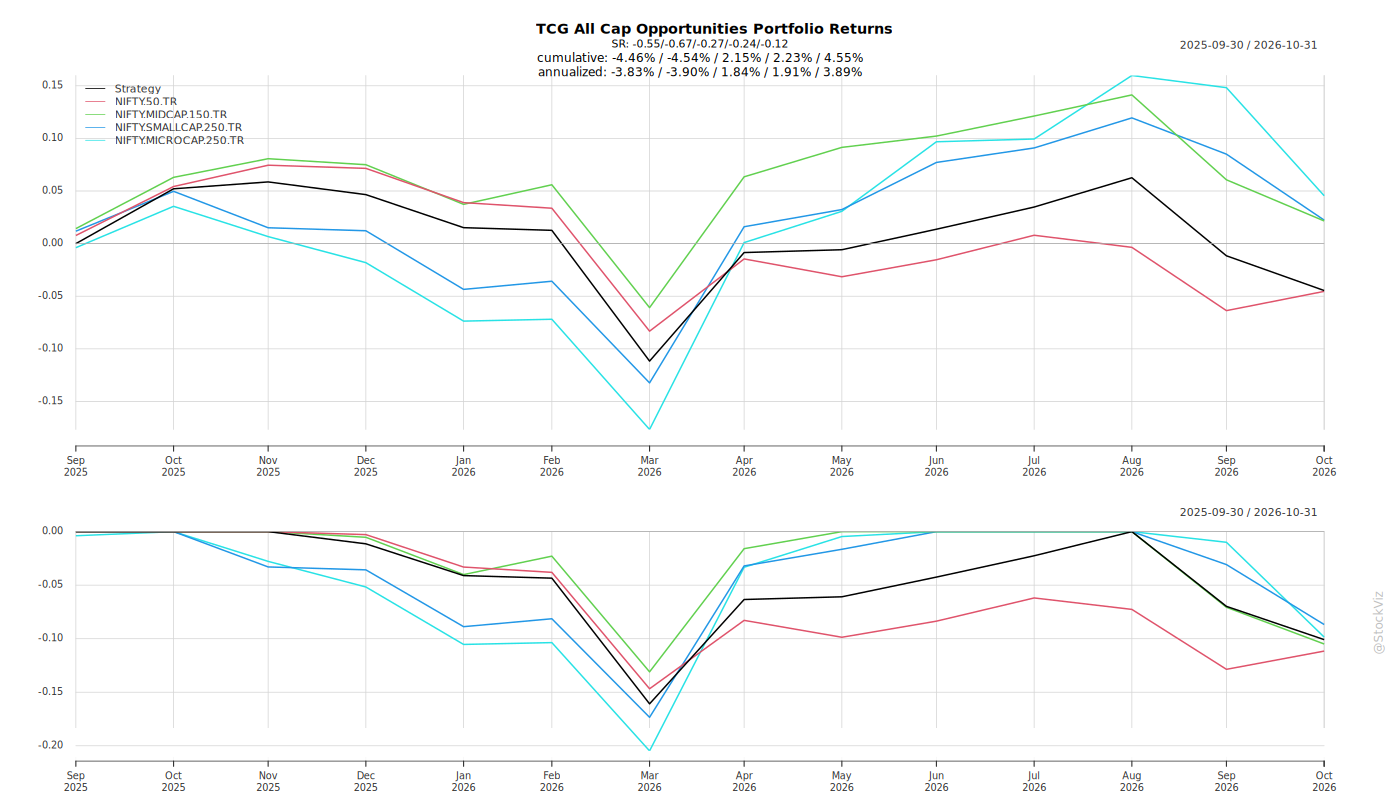 TCG All Cap Opportunities Portfolio Returns
SR: -0.55/-0.67/-0.27/-0.24/-0.12
cumulative: -4.46% / -4.54% / 2.15% / 2.23% / 4.55%
annualized: -3.83% / -3.90% / 1.84% / 1.91% / 3.89%
2025-09-30 / 2026-10-31
Strategy
NIFTY.50.TR
NIFTY.MIDCAP.150.TR
NIFTY.SMALLCAP.250.TR
NIFTY.MICROCAP.250.TR
0.15
0.10
0.05
0.00
-0.05
-0.10
-0.15
Sep Oct Nov Dec Jan Feb Mar Apr May Jun Jul Aug Sep Oct
2025 2025 2025 2025 2026 2026 2026 2026 2026 2026 2026 2026 2026 2026
2025-09-30 / 2026-10-31
0.00
-0.05
-0.10
-0.15
-0.20
Sep Oct Nov Dec Jan Feb Mar Apr May Jun Jul Aug Sep Oct
2025 2025 2025 2025 2026 2026 2026 2026 2026 2026 2026 2026 2026 2026
@StockViz